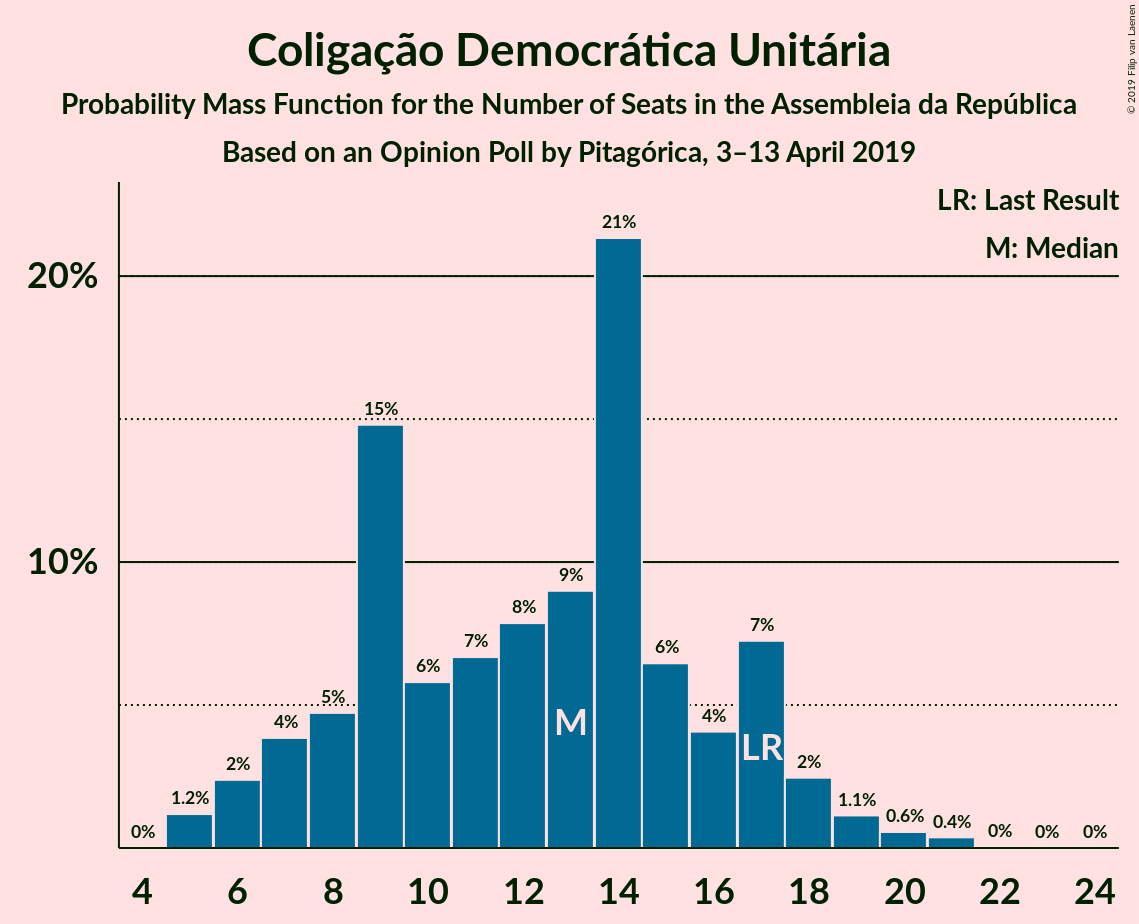 Coligação Democrática Unitária
Probability Mass Function for the Number of Seats in the Assembleia da República
Based on an Opinion Poll by Pitagórica, 3–13 April 2019
© 2019 Filip van Laenen
LR: Last Result
M: Median
20%
10%
0%
1.2%
2%
4%
5%
15%
6%
7%
8%
9%
21%
6%
4%
7%
2%
1.1%
0.6%
0.4%
0%
0%
0%
M
LR
4 6 8 10 12 14 16 18 20 22 24